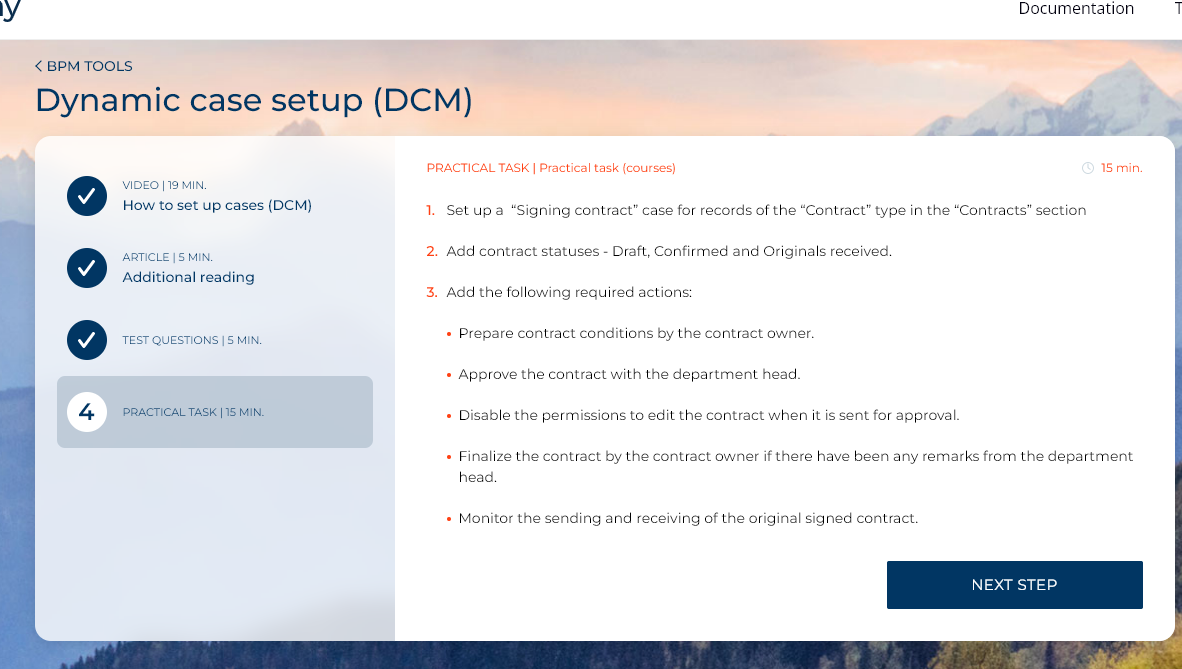 Documentation
< BPM TOOLS
Dynamic case setup (DCM)
VIDEO | 19 MIN.
How to set up cases (DCM)
ARTICLE | 5 MIN.
Additional reading
TEST QUESTIONS | 5 MIN.
4
PRACTICAL TASK | 15 MIN.
PRACTICAL TASK | Practical task (courses)
15 min.
1. Set up a “Signing contract” case for records of the “Contract” type in the “Contracts” section
2. Add contract statuses - Draft, Confirmed and Originals received.
3. Add the following required actions:
• Prepare contract conditions by the contract owner.
• Approve the contract with the department head.
• Disable the permissions to edit the contract when it is sent for approval.
• Finalize the contract by the contract owner if there have been any remarks from the department
head.
• Monitor the sending and receiving of the original signed contract.
NEXT STEP